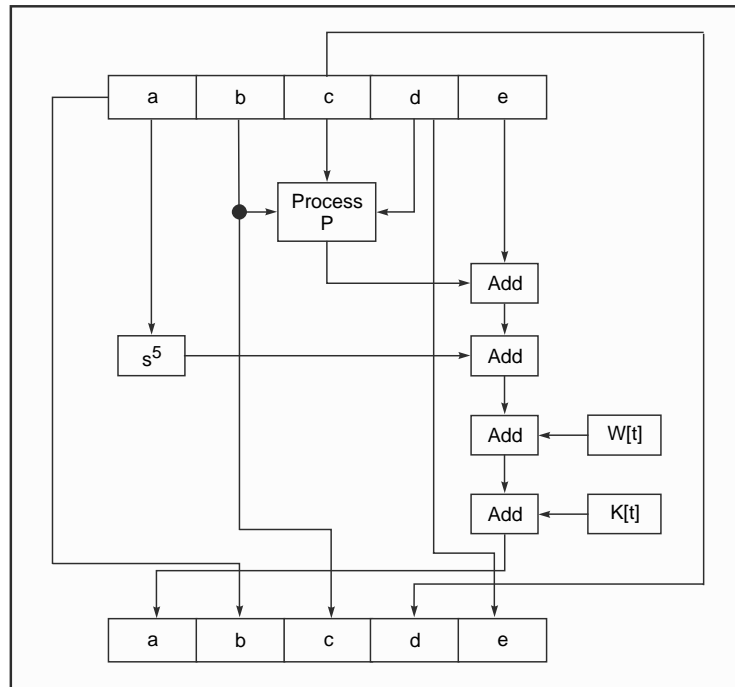 a b c d e
Process
P
Add
s⁵
Add
Add
W[t]
Add
K[t]
a b c d e